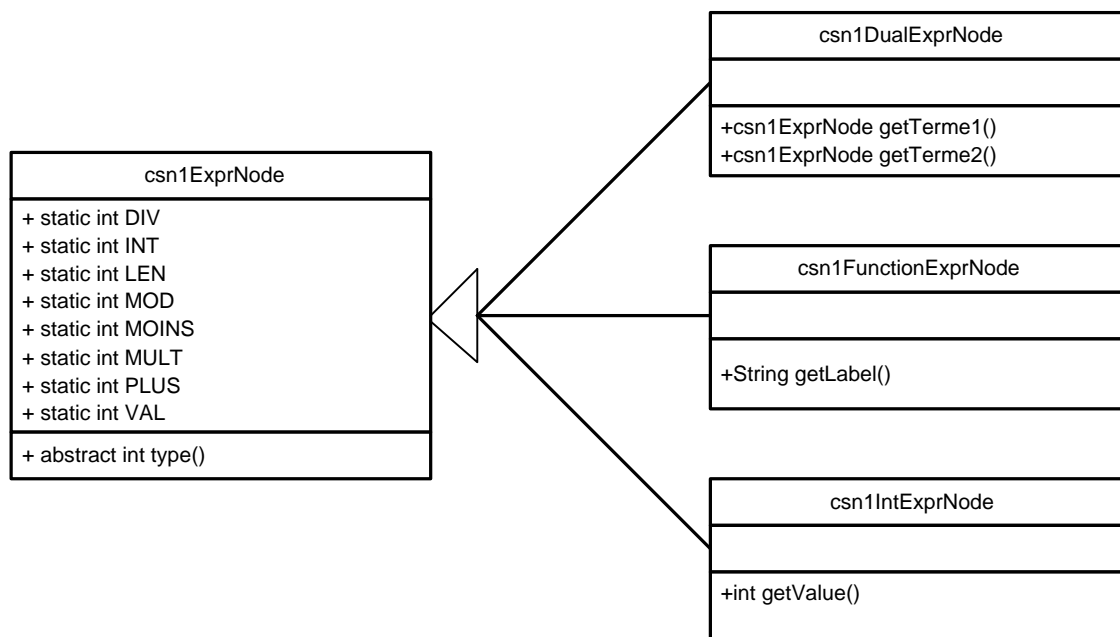 csn1ExprNode
+ static int DIV
+ static int INT
+ static int LEN
+ static int MOD
+ static int MOINS
+ static int MULT
+ static int PLUS
+ static int VAL
+ abstract int type()
csn1DualExprNode
+csn1ExprNode getTerme1()
+csn1ExprNode getTerme2()
csn1FunctionExprNode
+String getLabel()
csn1IntExprNode
+int getValue()